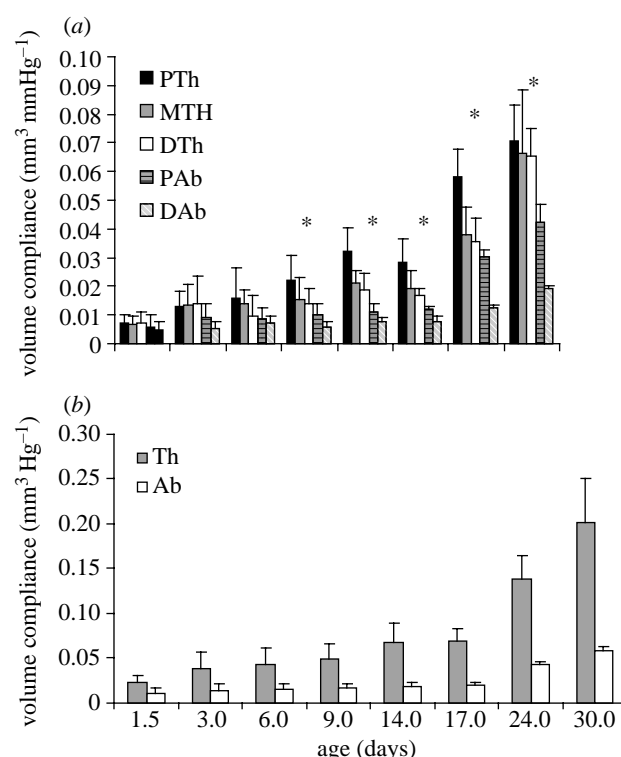 (a)
volume compliance (mm³ mmHg⁻¹)
0.10
0.09
0.08
0.07
0.06
0.05
0.04
0.03
0.02
0.01
0
PTh
MTH
DTh
PAb
DAb
* * * * *
(b)
volume compliance (mm³ Hg⁻¹)
0.30
0.25
0.20
0.15
0.10
0.05
0
Th
Ab
1.5 3.0 6.0 9.0 14.0 17.0 24.0 30.0
age (days)